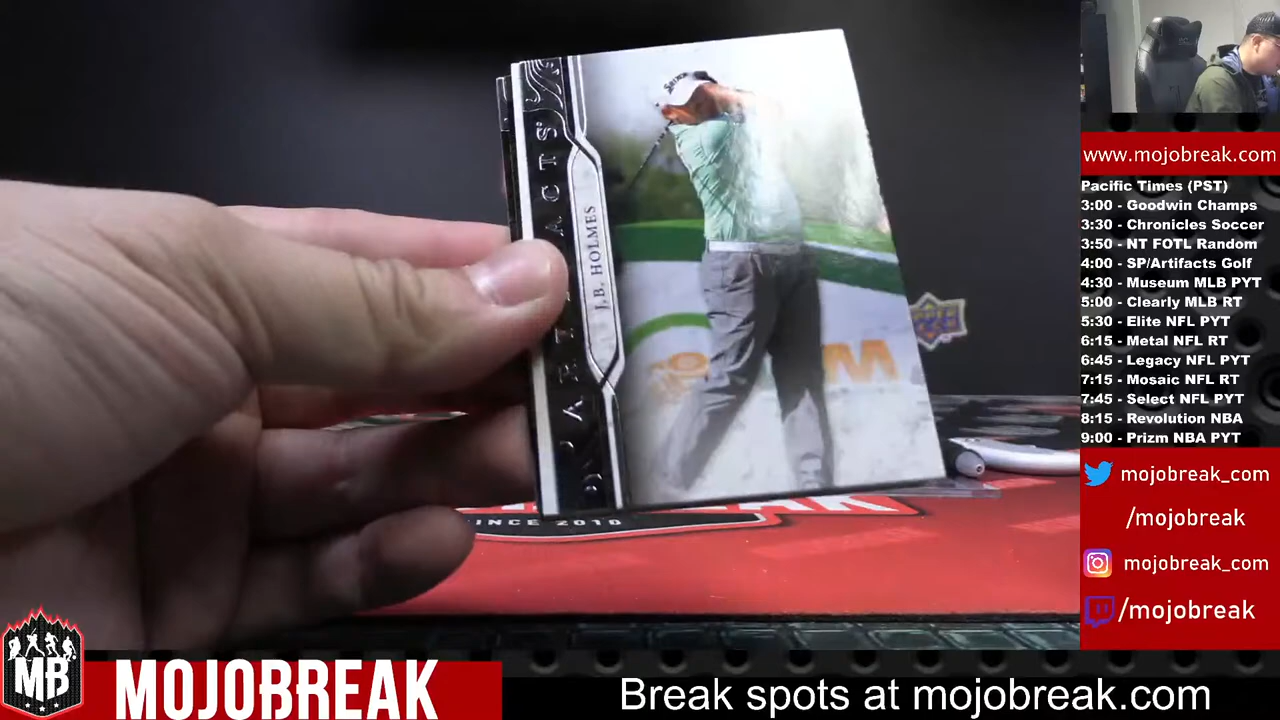 ARTIFACTS
J.B. HOLMES
SRIXON
SINCE 2010
www.mojobreak.com
Pacific Times (PST)
3:00 - Goodwin Champs
3:30 - Chronicles Soccer
3:50 - NT FOTL Random
4:00 - SP/Artifacts Golf
4:30 - Museum MLB PYT
5:00 - Clearly MLB RT
5:30 - Elite NFL PYT
6:15 - Metal NFL RT
6:45 - Legacy NFL PYT
7:15 - Mosaic NFL RT
7:45 - Select NFL PYT
8:15 - Revolution NBA
9:00 - Prizm NBA PYT
mojobreak_com
/mojobreak
mojobreak_com
/mojobreak
MB
MOJOBREAK
Break spots at mojobreak.com